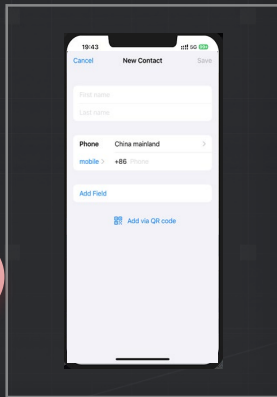 19:43
5G
Cancel New Contact Save
First name
Last name
Phone China mainland
mobile +86 Phone
Add Field
Add via QR code